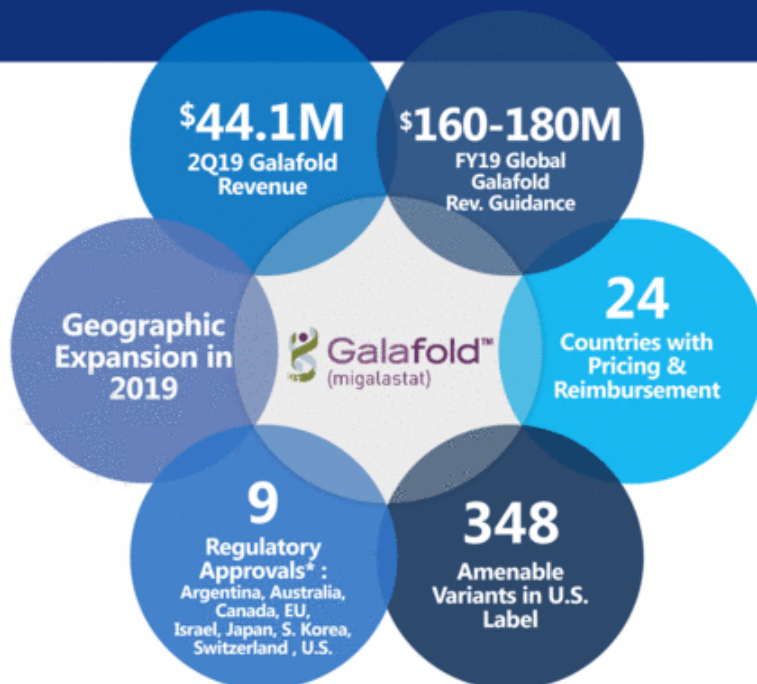 $44.1M
2Q19 Galafold
Revenue
$160-180M
FY19 Global
Galafold
Rev. Guidance
24
Countries with
Pricing &
Reimbursement
348
Amenable
Variants in U.S.
Label
9
Regulatory
Approvals* :
Argentina, Australia,
Canada, EU,
Israel, Japan, S. Korea,
Switzerland , U.S.
Geographic
Expansion in
2019
Galafold™
(migalastat)